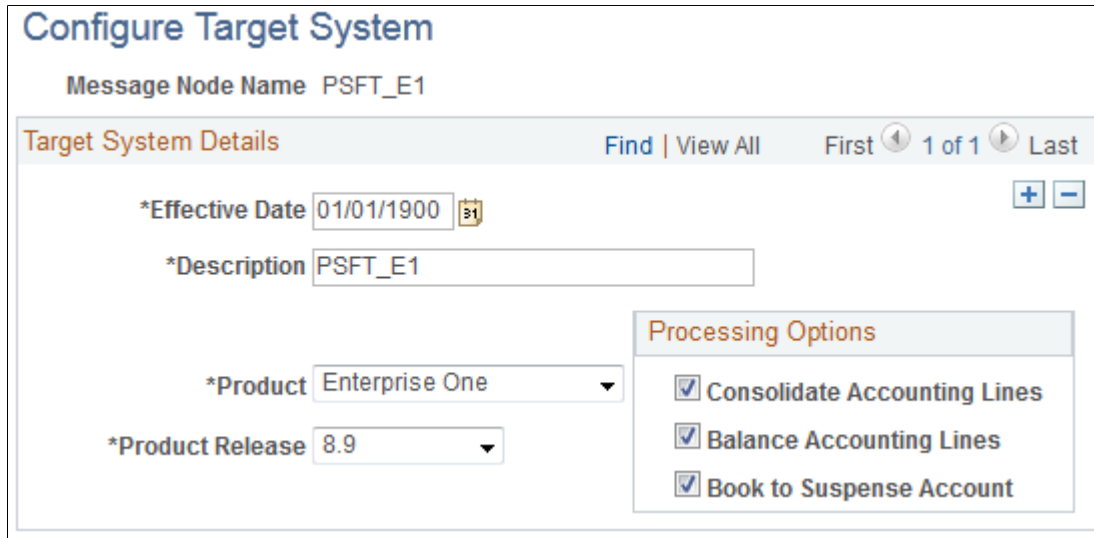 Configure Target System
Message Node Name PSFT_E1
Target System Details Find | View All First 1 of 1 Last
*Effective Date 01/01/1900 31
*Description PSFT_E1
Processing Options
*Product Enterprise One
Consolidate Accounting Lines
*Product Release 8.9
Balance Accounting Lines
Book to Suspense Account